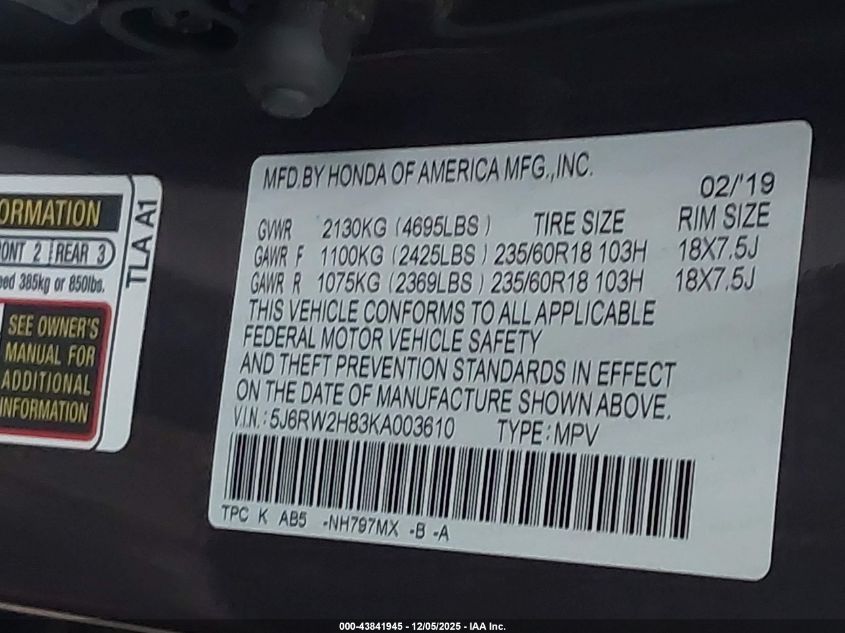 ORMATION
ONT 2 REAR 3
eed 385kg or 850lbs.
SEE OWNER'S
MANUAL FOR
ADDITIONAL
INFORMATION
TLA A1
MFD.BY HONDA OF AMERICA MFG.,INC.
02/'19
GVWR 2130KG (4695LBS ) TIRE SIZE RIM SIZE
GAWR F 1100KG (2425LBS ) 235/60R18 103H 18X7.5J
GAWR R 1075KG (2369LBS ) 235/60R18 103H 18X7.5J
THIS VEHICLE CONFORMS TO ALL APPLICABLE
FEDERAL MOTOR VEHICLE SAFETY
AND THEFT PREVENTION STANDARDS IN EFFECT
ON THE DATE OF MANUFACTURE SHOWN ABOVE.
V.I.N.: 5J6RW2H83KA003610 TYPE: MPV
TPC K AB5 -NH797MX -B -A
000-43841945 - 12/05/2025 - IAA Inc.